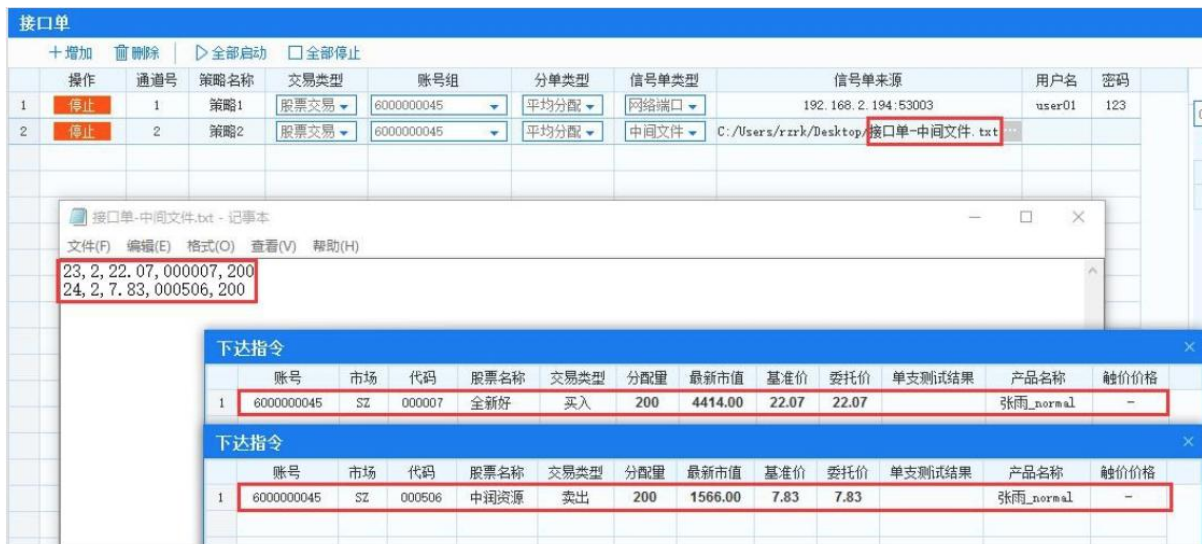 接口单
增加 删除 全部启动 全部停止
操作 通道号 策略名称 交易类型 账号组 分单类型 信号单类型 信号单来源 用户名 密码
1 停止 1 策略1 股票交易 6000000045 平均分配 网络端口 192.168.2.194:53003 user01 123
2 停止 2 策略2 股票交易 6000000045 平均分配 中间文件 C:/Users/rzrk/Desktop/接口单-中间文件.txt ...
接口单-中间文件.txt - 记事本
文件(F) 编辑(E) 格式(O) 查看(V) 帮助(H)
23, 2, 22.07, 000007, 200
24, 2, 7.83, 000506, 200
下达指令
账号 市场 代码 股票名称 交易类型 分配量 最新市值 基准价 委托价 单支测试结果 产品名称 触价价格
1 6000000045 SZ 000007 全新好 买入 200 4414.00 22.07 22.07 张雨_normal -
下达指令
账号 市场 代码 股票名称 交易类型 分配量 最新市值 基准价 委托价 单支测试结果 产品名称 触价价格
1 6000000045 SZ 000506 中润资源 卖出 200 1566.00 7.83 7.83 张雨_normal -